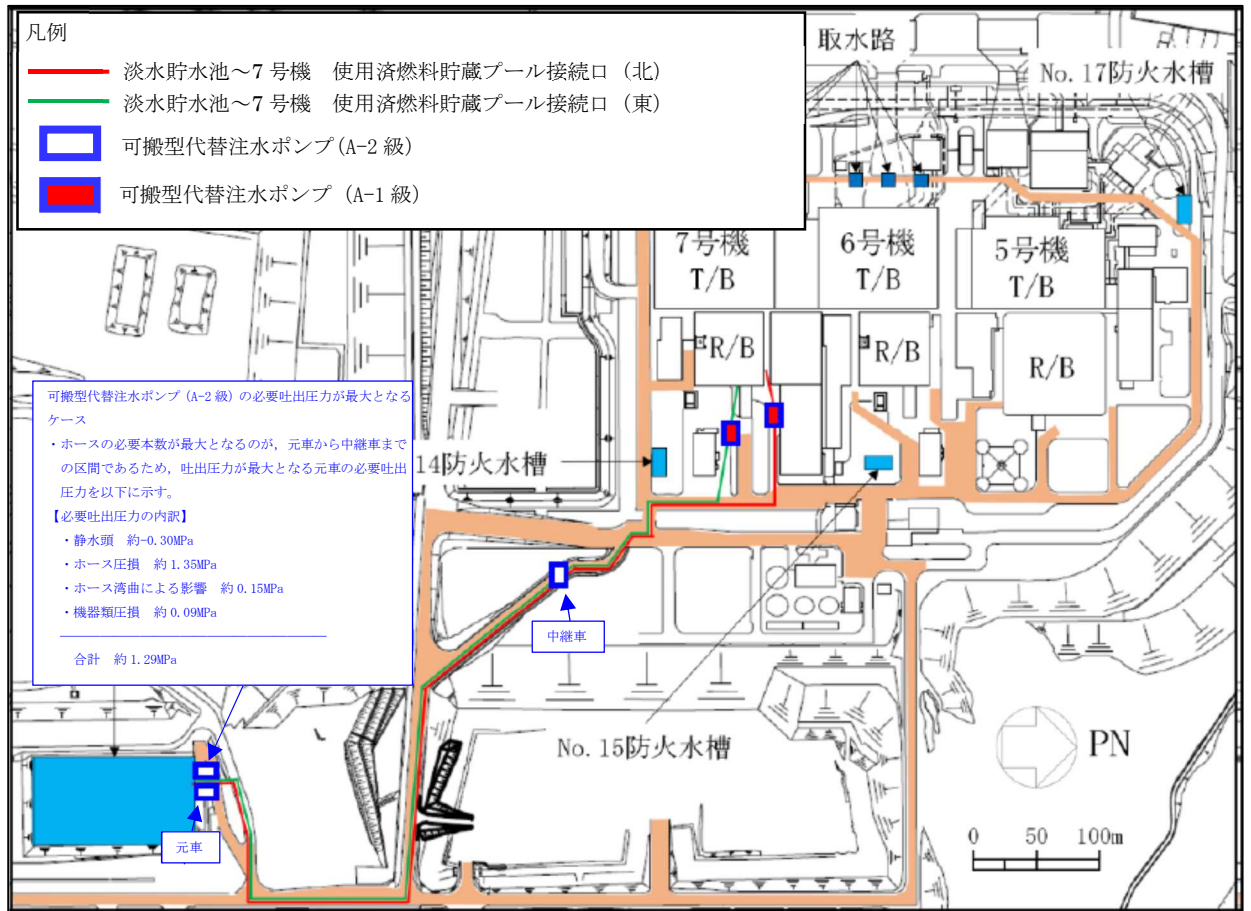 凡例
淡水貯水池～7 号機 使用済燃料貯蔵プール接続口（北）
淡水貯水池～7 号機 使用済燃料貯蔵プール接続口（東）
可搬型代替注水ポンプ(A-2 級)
可搬型代替注水ポンプ（A-1 級）
取水路
No.17防火水槽
7号機
T/B
6号機
T/B
5号機
T/B
R/B
R/B
R/B
可搬型代替注水ポンプ（A-2 級）の必要吐出圧力が最大となる
ケース
・ホースの必要本数が最大となるのが，元車から中継車まで
の区間であるため，吐出圧力が最大となる元車の必要吐出
圧力を以下に示す。
【必要吐出圧力の内訳】
・静水頭 約-0.30MPa
・ホース圧損 約 1.35MPa
・ホース湾曲による影響 約 0.15MPa
・機器類圧損 約 0.09MPa
合計 約 1.29MPa
14防火水槽
中継車
No.15防火水槽
元車
PN
0 50 100m